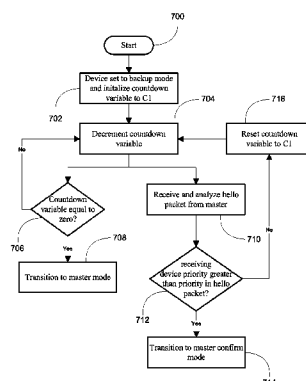 700
Start
Device set to backup mode
and initalize countdown
variable to C1
702
704
716
Decrement countdown
variable
Reset countdown
variable to C1
No
Countdown
variable equal to
zero?
706
Receive and analyze hello
packet from master
710
No
Yes
708
Transition to master mode
receiving
device priority greater
than priority in hello
packet?
712
Yes
Transition to master confirm
mode